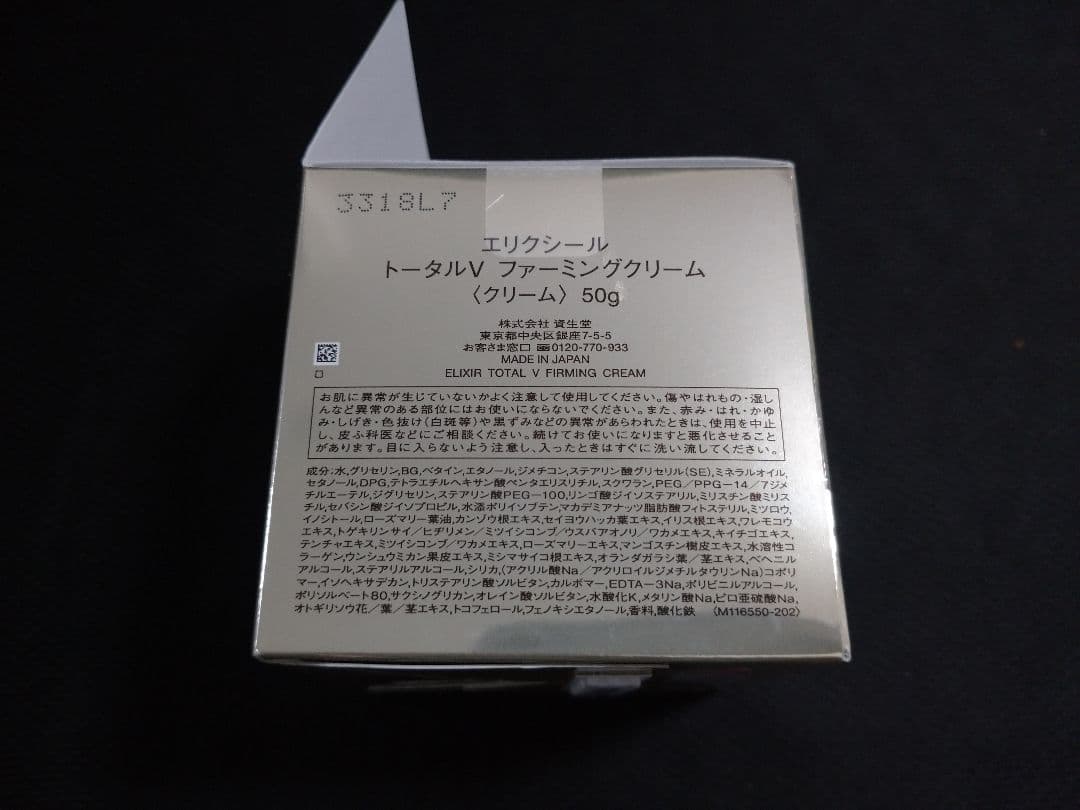 3318L7
エリクシール
トータルV ファーミングクリーム
〈クリーム〉 50g
株式会社 資生堂
東京都中央区銀座7-5-5
お客さま窓口 0120-770-933
MADE IN JAPAN
ELIXIR TOTAL V FIRMING CREAM
お肌に異常が生じていないかよく注意して使用してください。傷やはれもの・湿し
んなど異常のある部位にはお使いにならないでください。また、赤み・はれ・かゆ
み・しげき・色抜け(白斑等)や黒ずみなどの異常があらわれたときは、使用を中止
し、皮ふ科医などにご相談ください。続けてお使いになりますと悪化させること
があります。目に入らないよう注意し、入ったときはすぐに洗い流してください。
成分:水,グリセリン,BG,ベタイン,エタノール,ジメチコン,ステアリン酸グリセリル(SE),ミネラルオイル,
セタノール,DPG,テトラエチルヘキサン酸ペンタエリスリチル,スクワラン,PEG/PPG-14/7ジメ
チルエーテル,ジグリセリン,ステアリン酸PEG-100,リンゴ酸ジイソステアリル,ミリスチン酸ミリス
チル,セバシン酸ジイソプロピル,水添ポリイソブテン,マカデミアナッツ脂肪酸フィトステリル,ミツロウ,
イノシトール,ローズマリー葉油,カンゾウ根エキス,セイヨウハッカ葉エキス,イリス根エキス,ワレモコウ
エキス,トゲキリンサイ/ヒヂリメン/ミツイシコンブ/ウスバアオノリ/ワカメエキス,キイチゴエキス,
テンチャエキス,ミツイシコンブ/ワカメエキス,ローズマリーエキス,マンゴスチン樹皮エキス,水溶性コ
ラーゲン,ウンシュウミカン果皮エキス,ミシマサイコ根エキス,オランダガラシ葉/茎エキス,ベヘニル
アルコール,ステアリルアルコール,シリカ,(アクリル酸Na/アクリロイルジメチルタウリンNa)コポリ
マー,イソヘキサデカン,トリステアリン酸ソルビタン,カルボマー,EDTA-3Na,ポリビニルアルコール,
ポリソルベート80,サクシノグリカン,オレイン酸ソルビタン,水酸化K,メタリン酸Na,ピロ亜硫酸Na,
オトギリソウ花/葉/茎エキス,トコフェロール,フェノキシエタノール,香料,酸化鉄 〈M116550-202〉